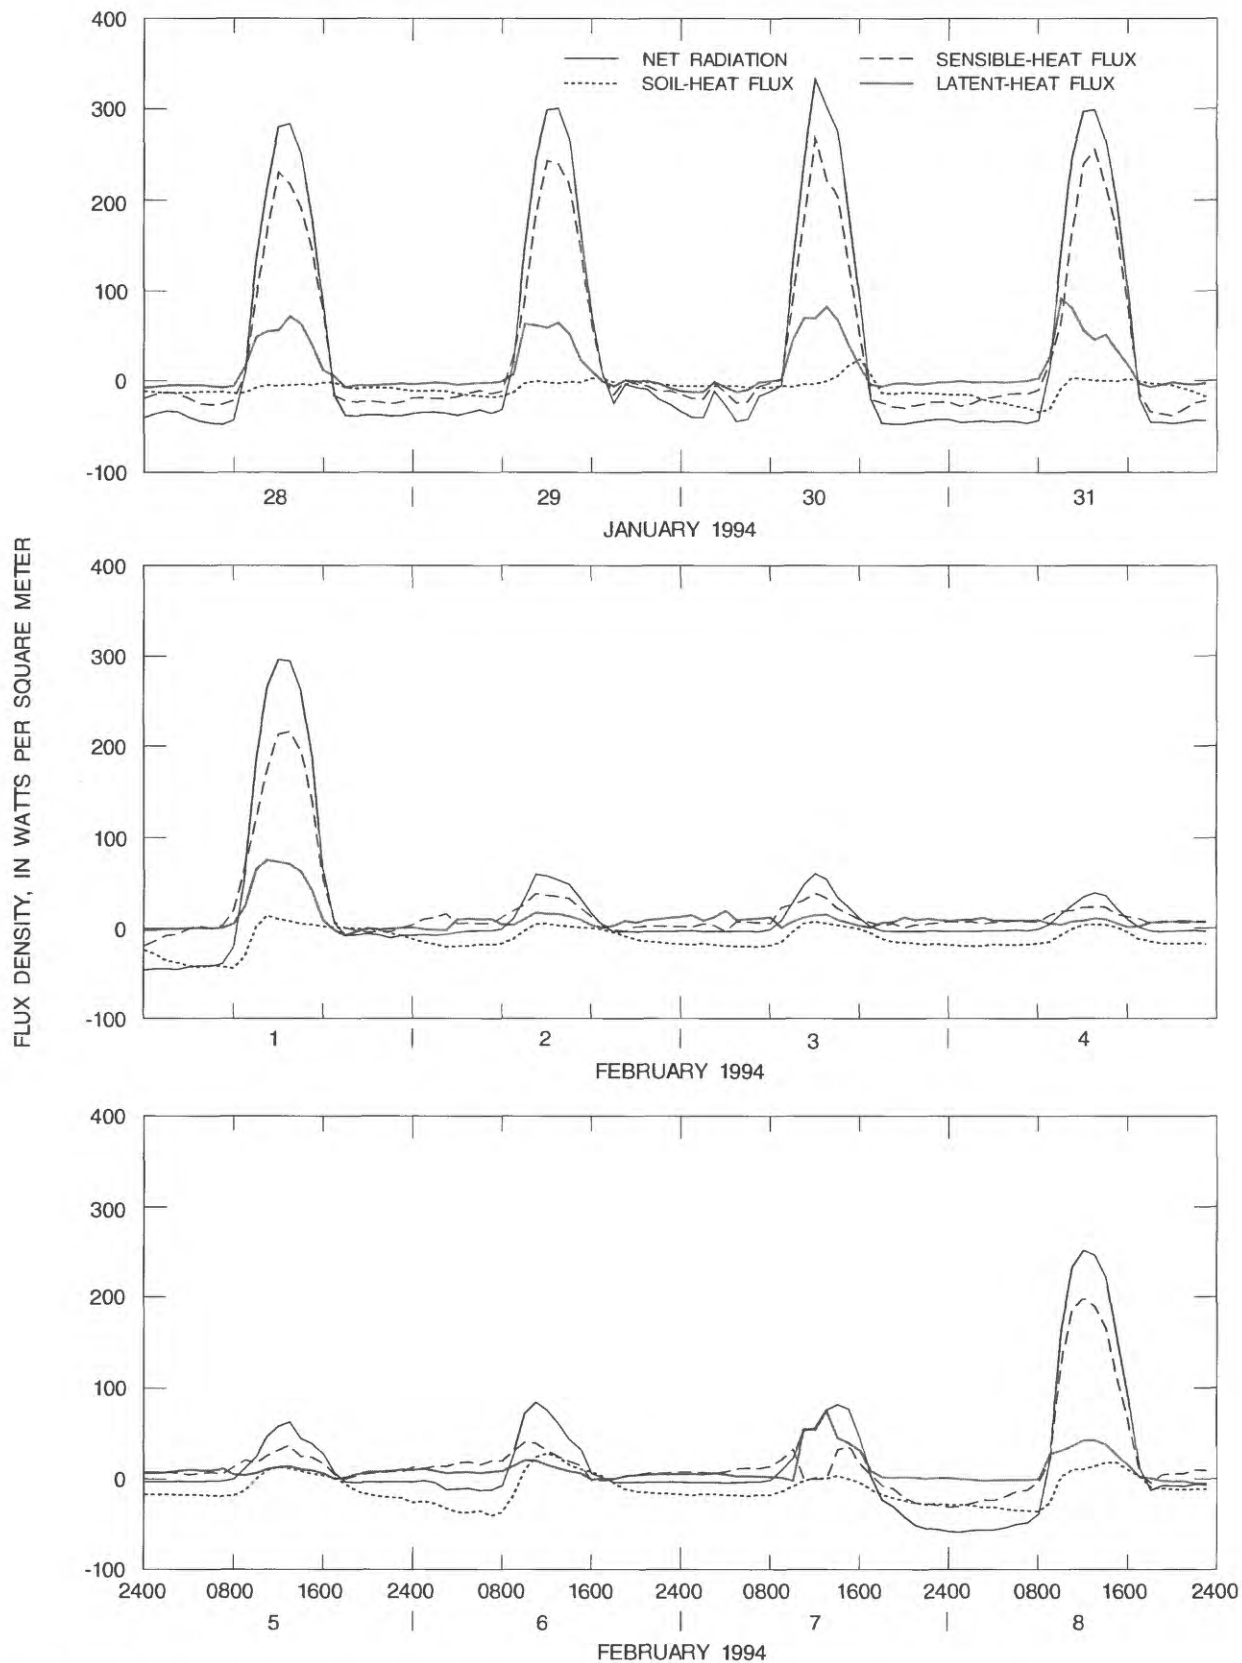 FLUX DENSITY, IN WATTS PER SQUARE METER
400
NET RADIATION SENSIBLE-HEAT FLUX
SOIL-HEAT FLUX LATENT-HEAT FLUX
300
200
100
0
-100
28 | 29 | 30 | 31
JANUARY 1994
400
300
200
100
0
-100
1 | 2 | 3 | 4
FEBRUARY 1994
400
300
200
100
0
-100
2400 0800 1600 2400 0800 1600 2400 0800 1600 2400 0800 1600 2400
5 | 6 | 7 | 8
FEBRUARY 1994